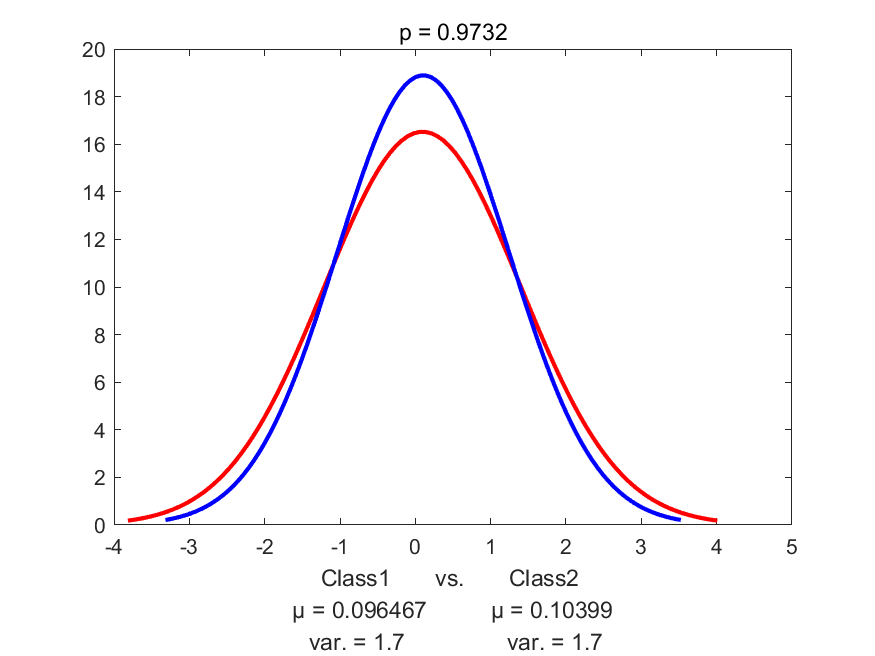 p = 0.9732
20
18
16
14
12
10
8
6
4
2
0
-4 -3 -2 -1 0 1 2 3 4 5
Class1 vs. Class2
μ = 0.096467 μ = 0.10399
var. = 1.7 var. = 1.7